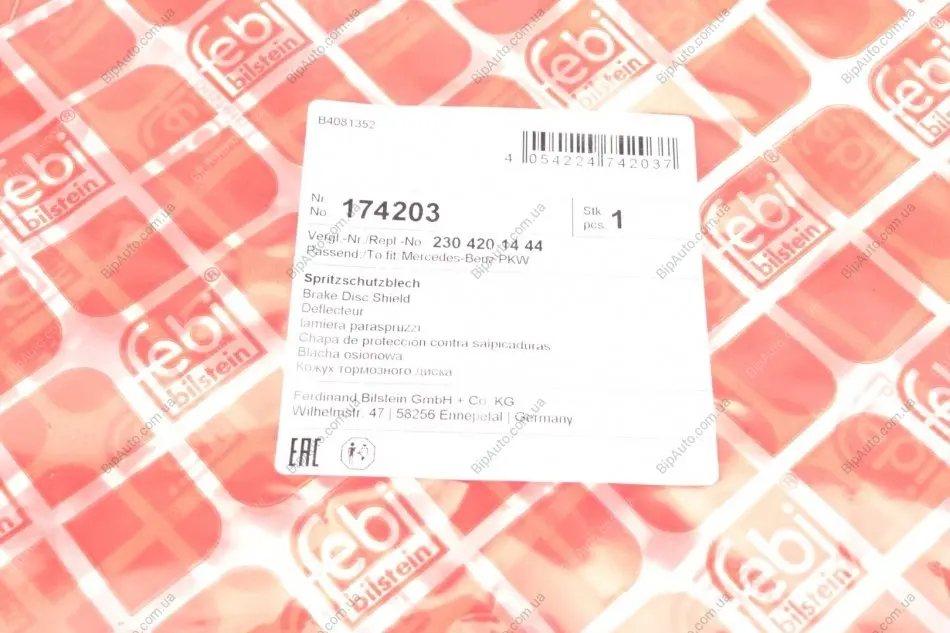 febi
bilstein
B4081352
4 054224 742037
Nr
No. 174203
Stk.
pcs. 1
Vergl.-Nr./Repl.-No. 230 420 14 44
Passend:/To fit: Mercedes-Benz PKW
Spritzschutzblech
Brake Disc Shield
Déflecteur
lamiera paraspruzzi
Chapa de protección contra salpicaduras
Blacha osłonowa
Кожух тормозного диска
Ferdinand Bilstein GmbH + Co. KG
Wilhelmstr. 47 | 58256 Ennepetal | Germany
EAC
BipAuto.com.ua